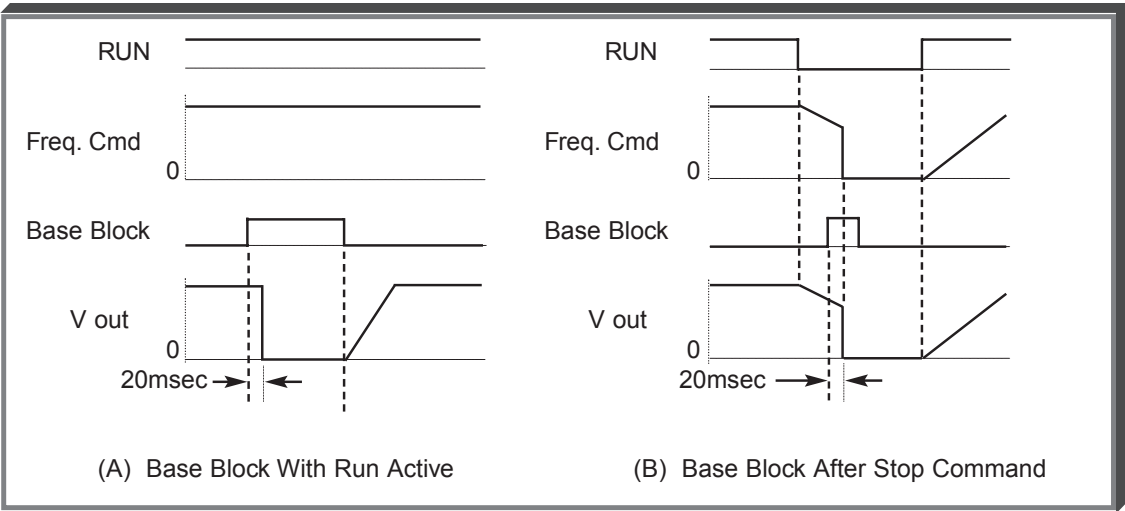 RUN
Freq. Cmd
0
Base Block
V out
0
20msec
(A) Base Block With Run Active
RUN
Freq. Cmd
0
Base Block
V out
0
20msec
(B) Base Block After Stop Command